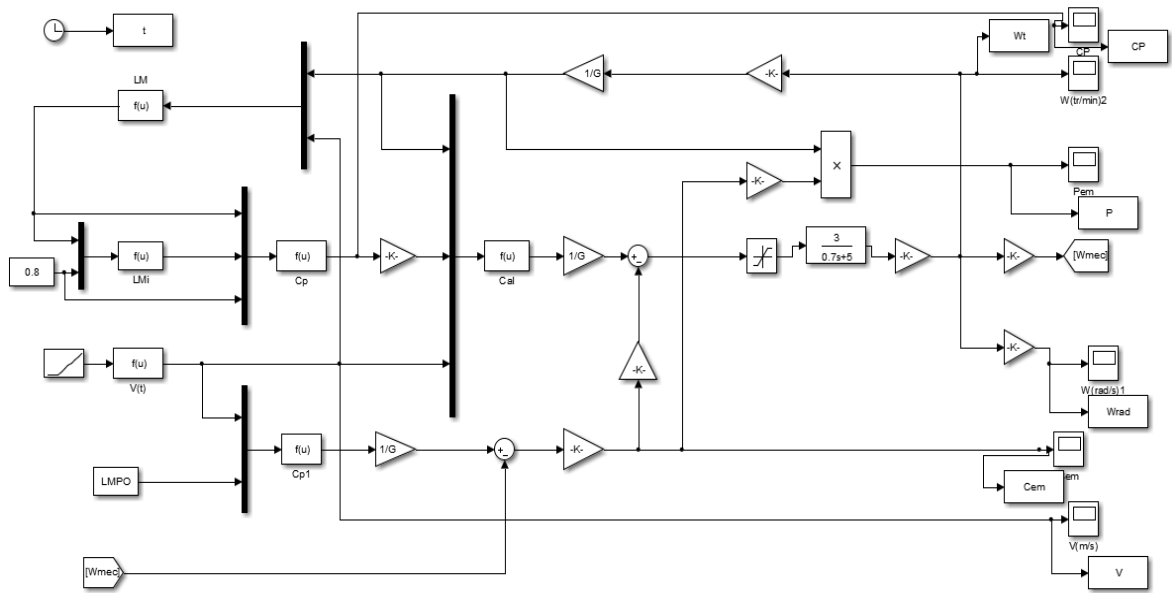 t
Wt
CP
CP
LM
f(u)
1/G
-K-
W(tr/min)2
×
-K-
Pem
P
0.8
f(u)
LMi
f(u)
Cp
-K-
f(u)
Cal
1/G
+
-
3
0.7s+5
-K-
-K-
[Wmec]
f(u)
V(t)
-K-
-K-
W(rad/s)1
Wrad
LMPO
f(u)
Cp1
1/G
+
-
-K-
Cem
V(m/s)
[Wmec]
V